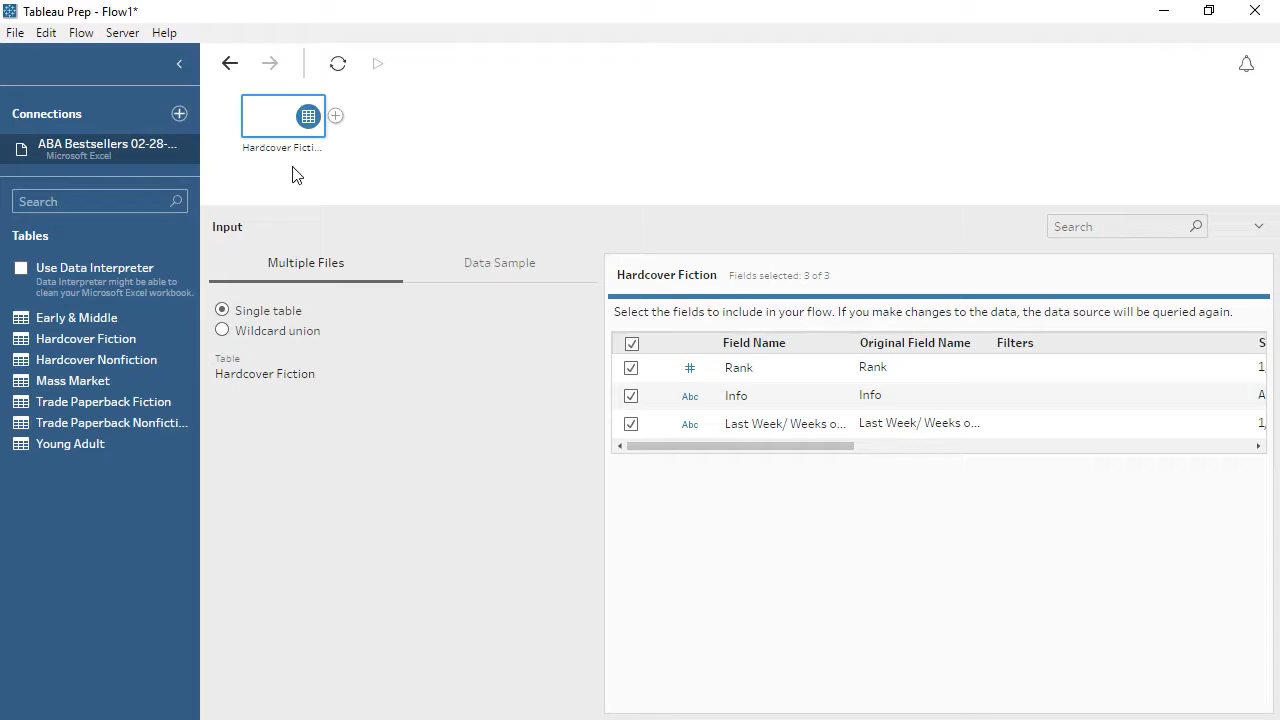 Tableau Prep - Flow1*
File Edit Flow Server Help
Connections
ABA Bestsellers 02-28-...
Microsoft Excel
Search
Tables
Use Data Interpreter
Data Interpreter might be able to
clean your Microsoft Excel workbook.
Early & Middle
Hardcover Fiction
Hardcover Nonfiction
Mass Market
Trade Paperback Fiction
Trade Paperback Nonficti...
Young Adult
Hardcover Ficti...
Input
Search
Multiple Files Data Sample
Single table
Wildcard union
Table
Hardcover Fiction
Hardcover Fiction Fields selected: 3 of 3
Select the fields to include in your flow. If you make changes to the data, the data source will be queried again.
Field Name Original Field Name Filters S
# Rank Rank 1
Abc Info Info A
Abc Last Week/ Weeks o... Last Week/ Weeks o... 1,